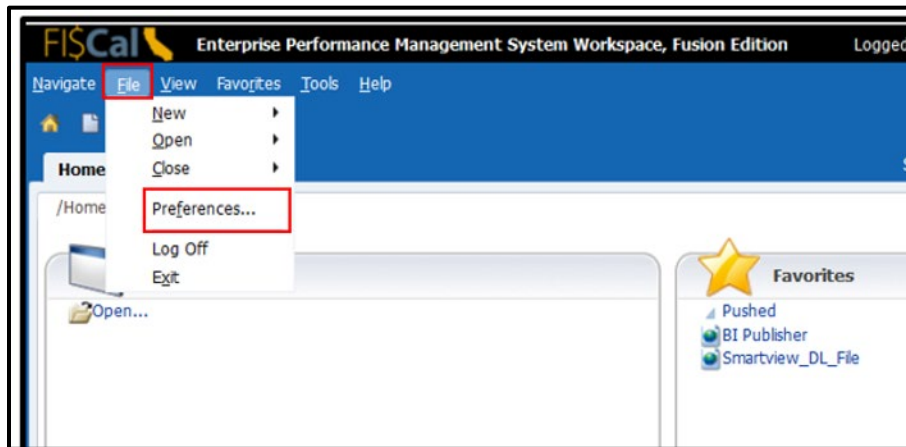 FI$Cal Enterprise Performance Management System Workspace, Fusion Edition Logged
Navigate File View Favorites Tools Help
New
Open
Close
Home
Preferences...
/Home
Log Off
Exit
Favorites
Open...
Pushed
BI Publisher
Smartview_DL_File